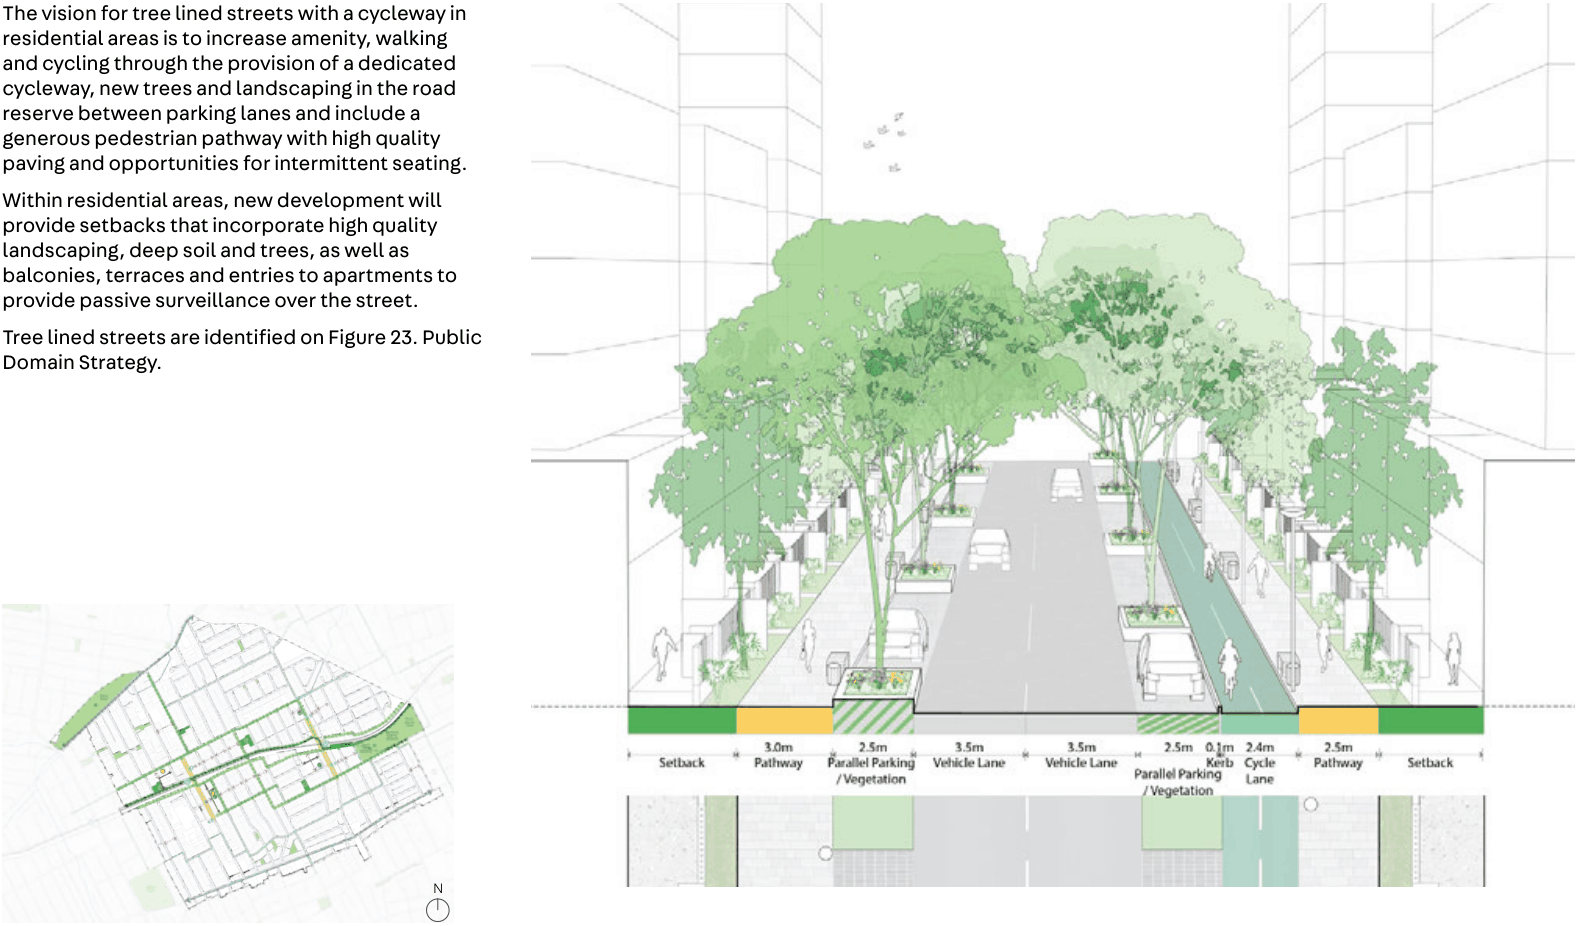 The vision for tree lined streets with a cycleway in
residential areas is to increase amenity, walking
and cycling through the provision of a dedicated
cycleway, new trees and landscaping in the road
reserve between parking lanes and include a
generous pedestrian pathway with high quality
paving and opportunities for intermittent seating.
Within residential areas, new development will
provide setbacks that incorporate high quality
landscaping, deep soil and trees, as well as
balconies, terraces and entries to apartments to
provide passive surveillance over the street.
Tree lined streets are identified on Figure 23. Public
Domain Strategy.
3.0m 2.5m 3.5m 3.5m 2.5m 0.1m 2.4m 2.5m
Setback Pathway Parallel Parking Vehicle Lane Vehicle Lane Kerb Cycle Pathway Setback
/ Vegetation Parallel Parking Lane
/ Vegetation
N